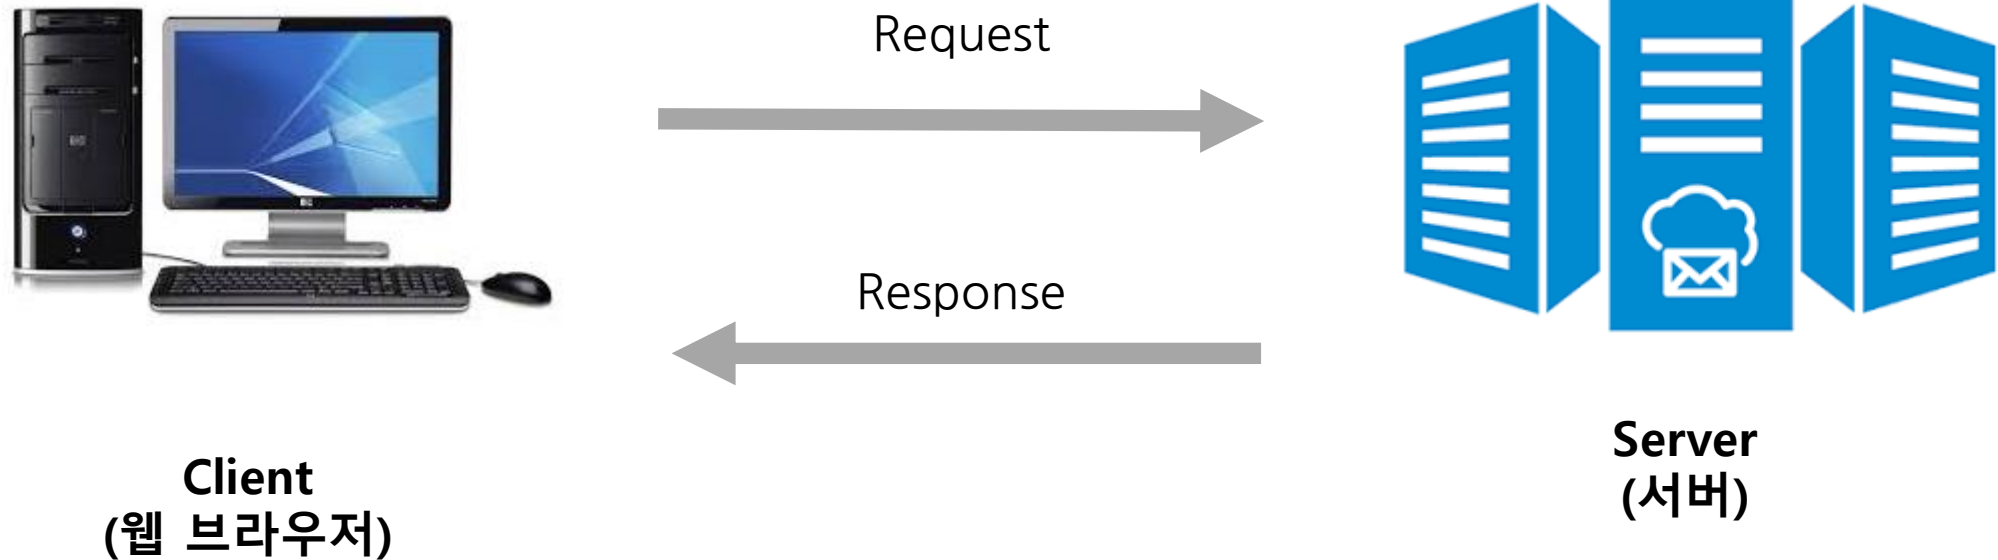 Request
Response
Client
(웹 브라우저)
Server
(서버)